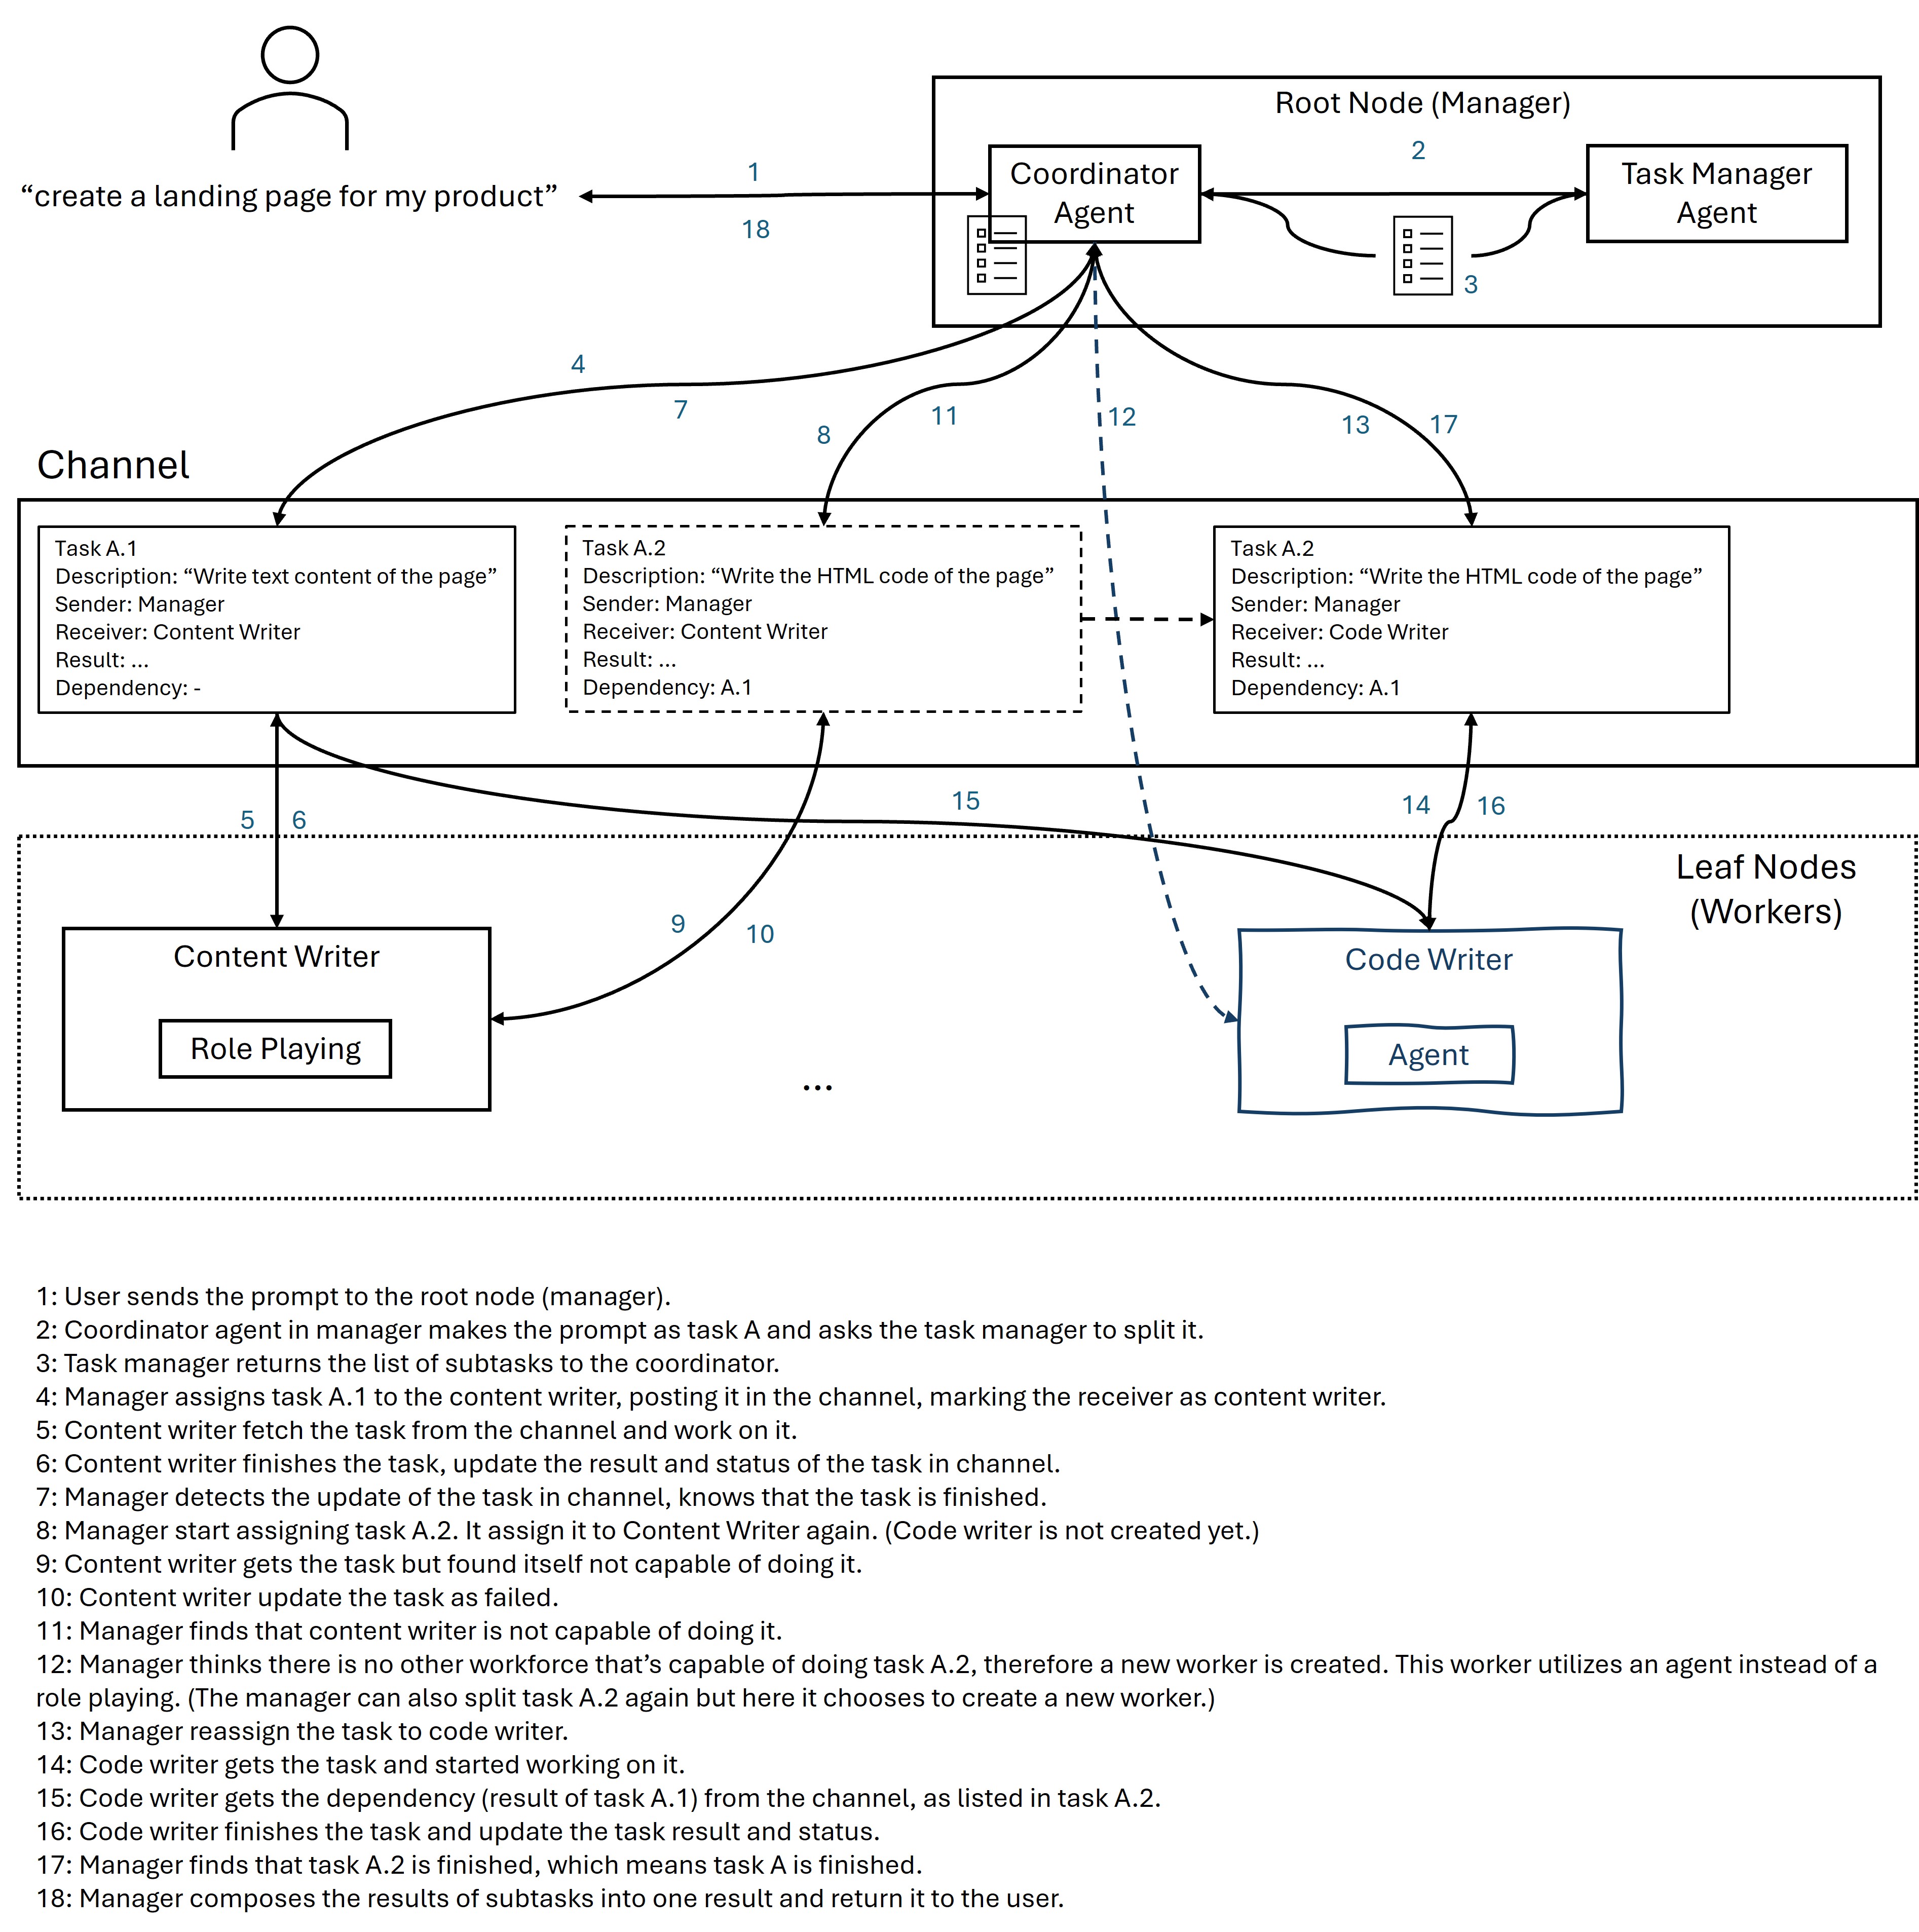 Root Node (Manager)
1
2
Coordinator
Agent
Task Manager
Agent
“create a landing page for my product”
18
3
4
7
8
11
12
13
17
Channel
Task A.1
Description: “Write text content of the page”
Sender: Manager
Receiver: Content Writer
Result: ...
Dependency: -
Task A.2
Description: “Write the HTML code of the page”
Sender: Manager
Receiver: Content Writer
Result: ...
Dependency: A.1
Task A.2
Description: “Write the HTML code of the page”
Sender: Manager
Receiver: Code Writer
Result: ...
Dependency: A.1
5
6
15
14
16
Leaf Nodes
(Workers)
9
10
Content Writer
Role Playing
...
Code Writer
Agent
1: User sends the prompt to the root node (manager).
2: Coordinator agent in manager makes the prompt as task A and asks the task manager to split it.
3: Task manager returns the list of subtasks to the coordinator.
4: Manager assigns task A.1 to the content writer, posting it in the channel, marking the receiver as content writer.
5: Content writer fetch the task from the channel and work on it.
6: Content writer finishes the task, update the result and status of the task in channel.
7: Manager detects the update of the task in channel, knows that the task is finished.
8: Manager start assigning task A.2. It assign it to Content Writer again. (Code writer is not created yet.)
9: Content writer gets the task but found itself not capable of doing it.
10: Content writer update the task as failed.
11: Manager finds that content writer is not capable of doing it.
12: Manager thinks there is no other workforce that’s capable of doing task A.2, therefore a new worker is created. This worker utilizes an agent instead of a
role playing. (The manager can also split task A.2 again but here it chooses to create a new worker.)
13: Manager reassign the task to code writer.
14: Code writer gets the task and started working on it.
15: Code writer gets the dependency (result of task A.1) from the channel, as listed in task A.2.
16: Code writer finishes the task and update the task result and status.
17: Manager finds that task A.2 is finished, which means task A is finished.
18: Manager composes the results of subtasks into one result and return it to the user.